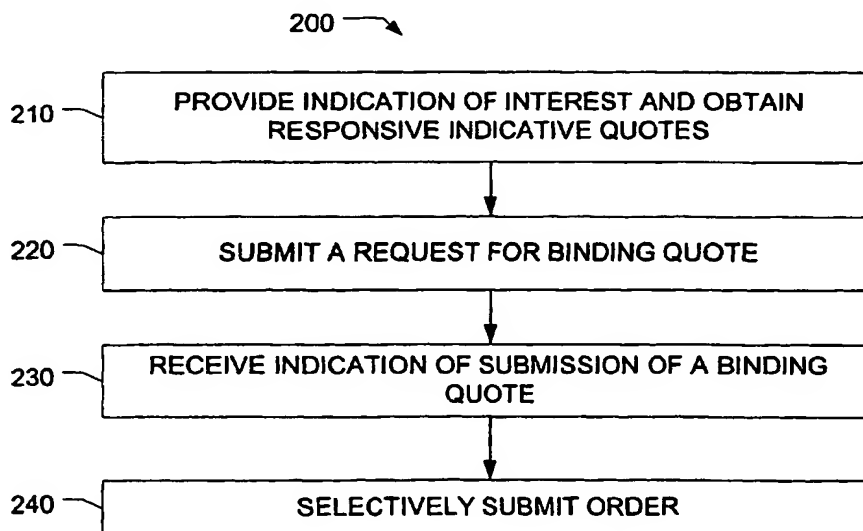 200
210
PROVIDE INDICATION OF INTEREST AND OBTAIN
RESPONSIVE INDICATIVE QUOTES
220
SUBMIT A REQUEST FOR BINDING QUOTE
230
RECEIVE INDICATION OF SUBMISSION OF A BINDING
QUOTE
240
SELECTIVELY SUBMIT ORDER